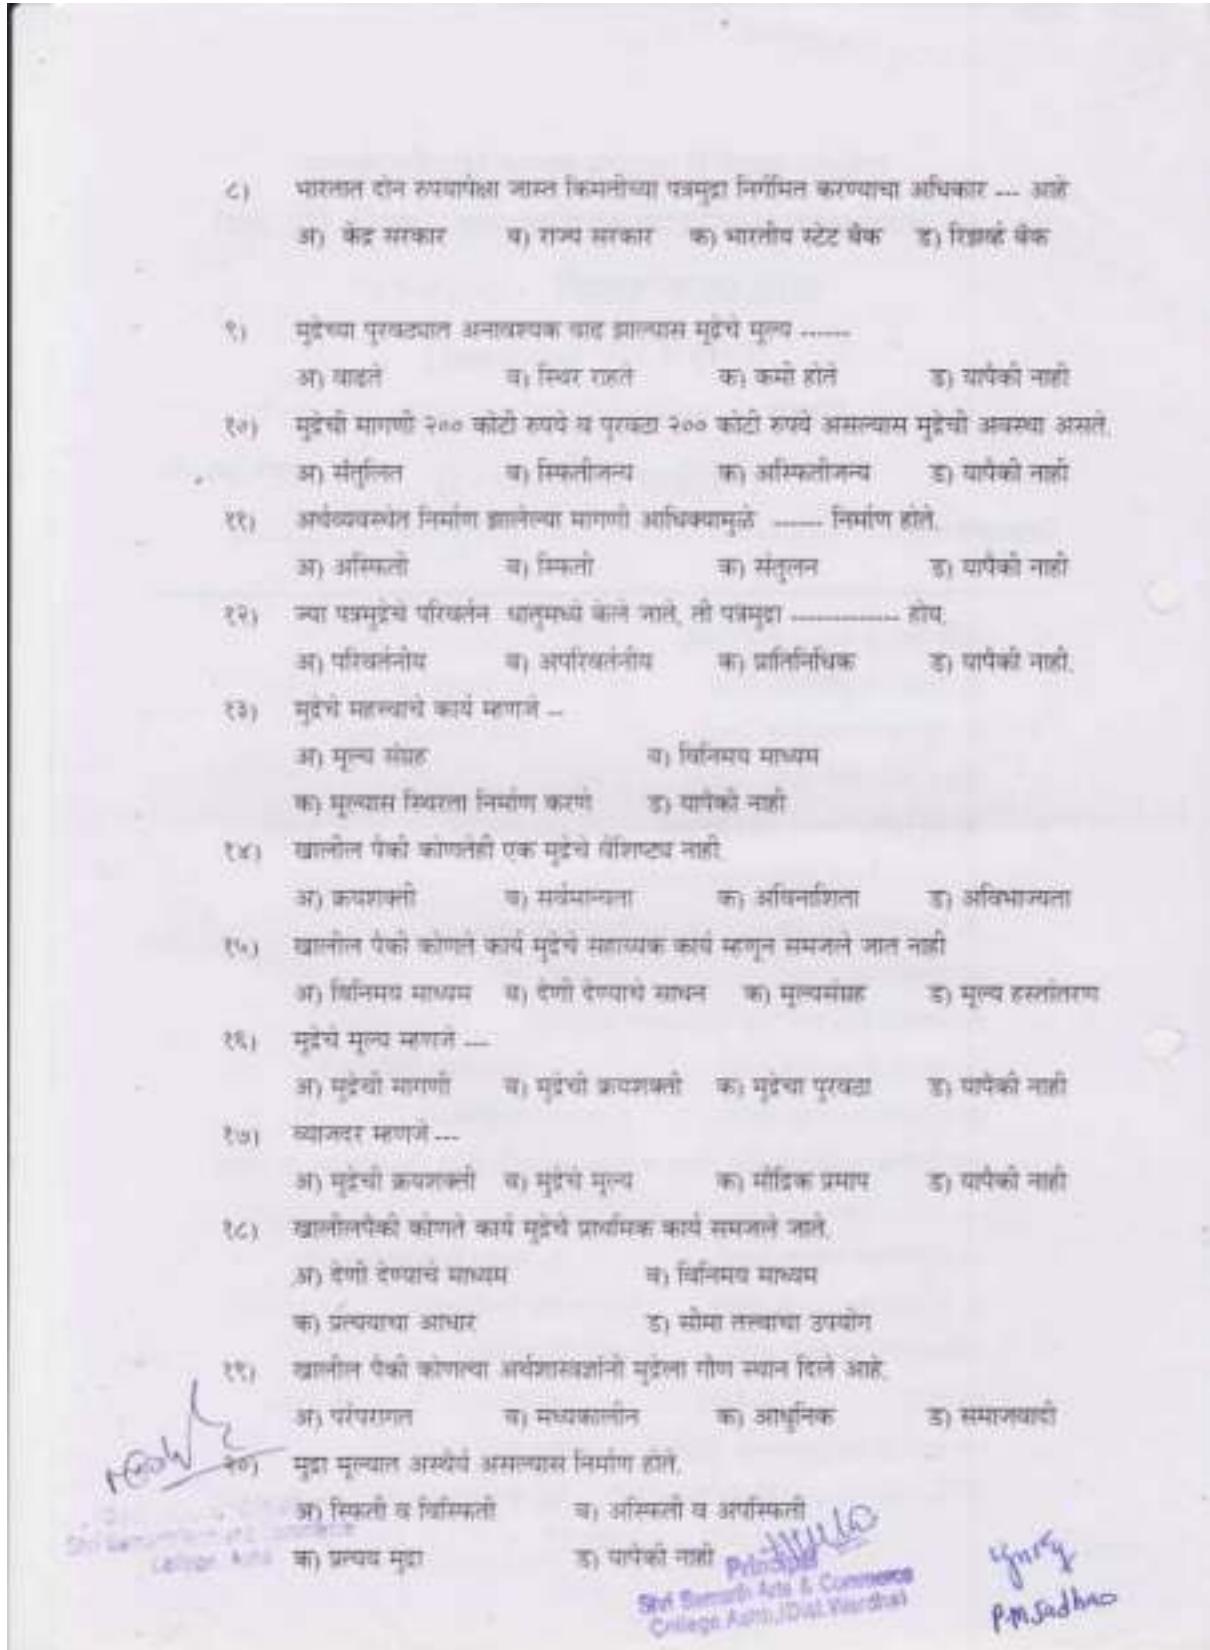 ८) भारतात दोन रुपयापेक्षा जास्त किमतीच्या पत्रमुद्रा निर्गमित करण्याचा अधिकार --- आहे
अ) केंद्र सरकार ब) राज्य सरकार क) भारतीय स्टेट बँक ड) रिझर्व्ह बँक
९) मुद्रेच्या पुरवठ्यात अनावश्यक वाढ झाल्यास मुद्रेचे मूल्य ------
अ) वाढते ब) स्थिर राहते क) कमी होते ड) यापैकी नाही
१०) मुद्रेची मागणी २०० कोटी रुपये व पुरवठा २०० कोटी रुपये असल्यास मुद्रेची अवस्था असते.
अ) संतुलित ब) स्फितीजन्य क) अस्फितीजन्य ड) यापैकी नाही
११) अर्थव्यवस्थेत निर्माण झालेल्या मागणी आधिक्यामुळे ------ निर्माण होते.
अ) अस्फिती ब) स्फिती क) संतुलन ड) यापैकी नाही
१२) ज्या पत्रमुद्रेचे परिवर्तन धातुमध्ये केले जाते, ती पत्रमुद्रा ------------- होय.
अ) परिवर्तनीय ब) अपरिवर्तनीय क) प्रातिनिधिक ड) यापैकी नाही.
१३) मुद्रेचे महत्त्वाचे कार्य म्हणजे --
अ) मूल्य संग्रह ब) विनिमय माध्यम
क) मूल्यास स्थिरता निर्माण करणे ड) यापैकी नाही
१४) खालील पैकी कोणतेही एक मुद्रेचे वैशिष्ट्य नाही.
अ) क्रयशक्ती ब) सर्वमान्यता क) अविनाशिता ड) अविभाज्यता
१५) खालील पैकी कोणते कार्य मुद्रेचे सहाय्यक कार्य म्हणून समजले जात नाही
अ) विनिमय माध्यम ब) देणी देण्याचे साधन क) मूल्यसंग्रह ड) मूल्य हस्तांतरण
१६) मुद्रेचे मूल्य म्हणजे ---
अ) मुद्रेची मागणी ब) मुद्रेची क्रयशक्ती क) मुद्रेचा पुरवठा ड) यापैकी नाही
१७) व्याजदर म्हणजे ---
अ) मुद्रेची क्रयशक्ती ब) मुद्रेचे मूल्य क) मौद्रिक प्रमाप ड) यापैकी नाही
१८) खालीलपैकी कोणते कार्य मुद्रेचे प्राथमिक कार्य समजले जाते.
अ) देणी देण्याचे माध्यम ब) विनिमय माध्यम
क) प्रत्ययाचा आधार ड) सीमा तत्त्वाचा उपयोग
१९) खालील पैकी कोणत्या अर्थशास्त्रज्ञांनी मुद्रेला गौण स्थान दिले आहे.
अ) परंपरागत ब) मध्यकालीन क) आधुनिक ड) समाजवादी
२०) मुद्रा मूल्यात अस्थैर्य असल्यास निर्माण होते.
अ) स्फिती व विस्फिती ब) अस्फिती व अपस्फिती
क) प्रत्यय मुद्रा ड) यापैकी नाही
Principal
Shri Samarth Arts & Commerce
College Ashti, (Dist. Wardha)
P.M. Sadhao